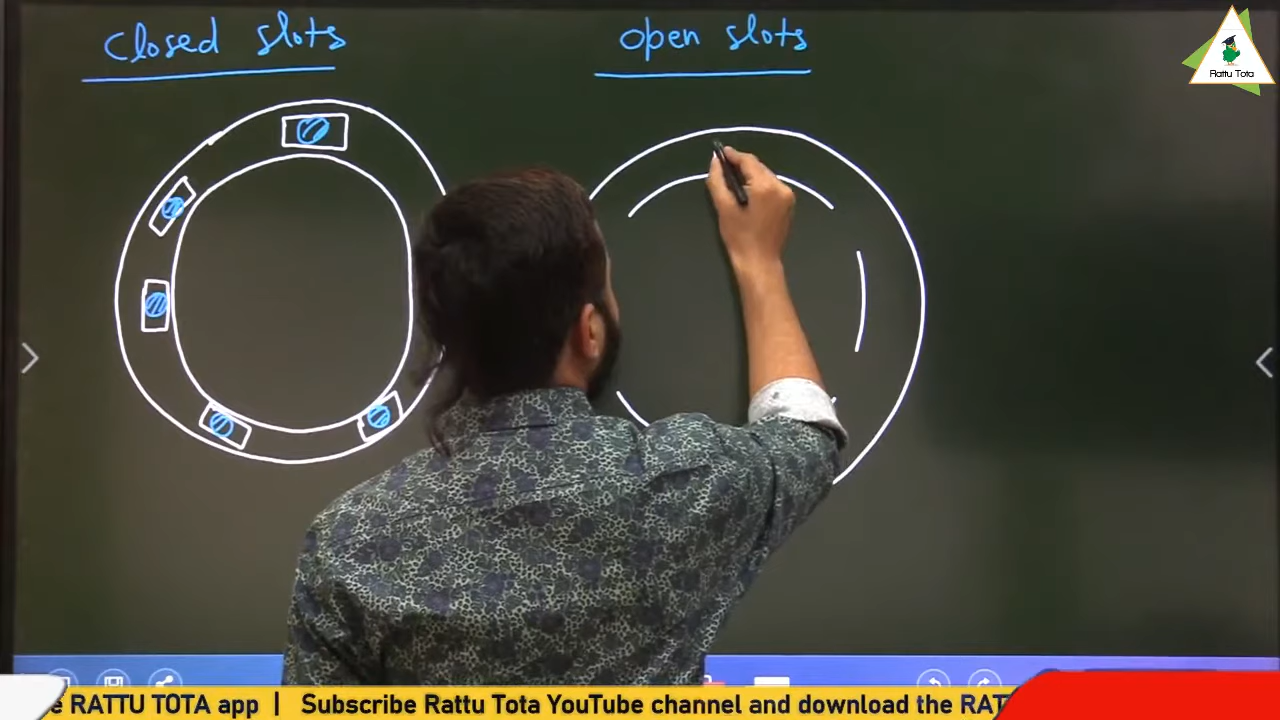 closed slots
open slots
Rattu Tota
e RATTU TOTA app | Subscribe Rattu Tota YouTube channel and download the RAT